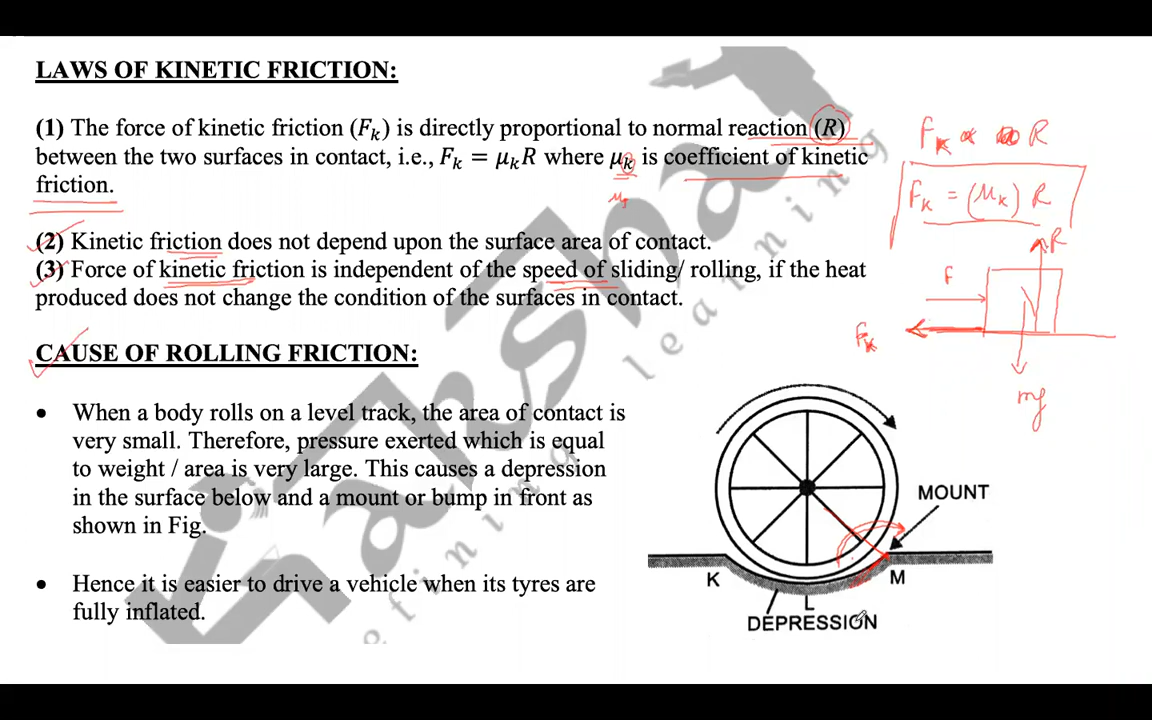 LAWS OF KINETIC FRICTION:
(1) The force of kinetic friction (Fₖ) is directly proportional to normal reaction (R)
between the two surfaces in contact, i.e., Fₖ = μₖR where μₖ is coefficient of kinetic
friction.
(2) Kinetic friction does not depend upon the surface area of contact.
(3) Force of kinetic friction is independent of the speed of sliding/ rolling, if the heat
produced does not change the condition of the surfaces in contact.
Fₖ ∝ R
Fₖ = (μₖ) R
R
F
Fₖ
mg
CAUSE OF ROLLING FRICTION:
• When a body rolls on a level track, the area of contact is
very small. Therefore, pressure exerted which is equal
to weight / area is very large. This causes a depression
in the surface below and a mount or bump in front as
shown in Fig.
• Hence it is easier to drive a vehicle when its tyres are
fully inflated.
MOUNT
K
M
L
DEPRESSION